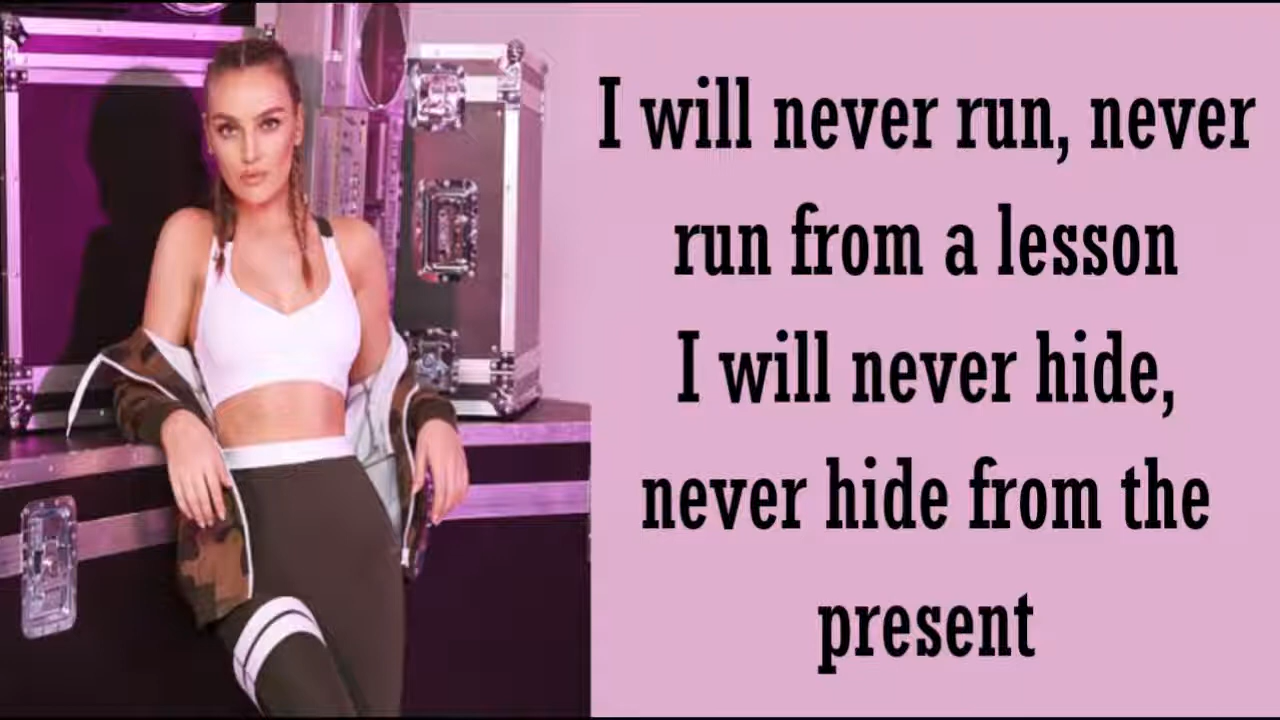 I will never run, never
run from a lesson
I will never hide,
never hide from the
present